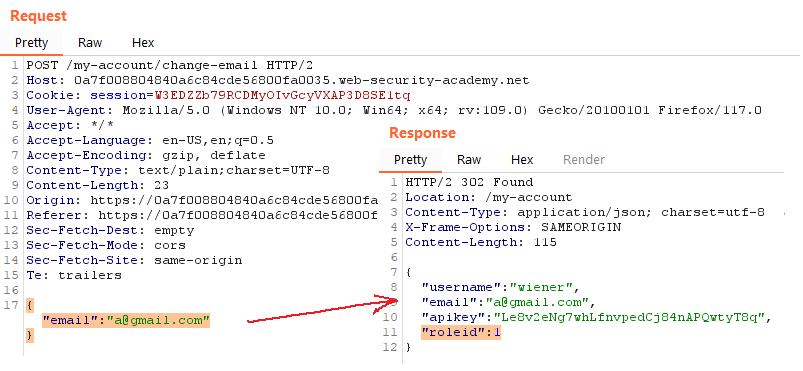 Request
Pretty Raw Hex
1 POST /my-account/change-email HTTP/2
2 Host: 0a7f008804840a6c84cde56800fa0035.web-security-academy.net
3 Cookie: session=W3EDZZb79RCDMyOIvGcyVXAP3D8SE1tq
4 User-Agent: Mozilla/5.0 (Windows NT 10.0; Win64; x64; rv:109.0) Gecko/20100101 Firefox/117.0
5 Accept: */*
6 Accept-Language: en-US,en;q=0.5
7 Accept-Encoding: gzip, deflate
8 Content-Type: text/plain;charset=UTF-8
9 Content-Length: 23
10 Origin: https://0a7f008804840a6c84cde56800fa
11 Referer: https://0a7f008804840a6c84cde56800f
12 Sec-Fetch-Dest: empty
13 Sec-Fetch-Mode: cors
14 Sec-Fetch-Site: same-origin
15 Te: trailers
16
17 {
"email":"a@gmail.com"
}
Response
Pretty Raw Hex Render
1 HTTP/2 302 Found
2 Location: /my-account
3 Content-Type: application/json; charset=utf-8
4 X-Frame-Options: SAMEORIGIN
5 Content-Length: 115
6
7 {
8 "username":"wiener",
9 "email":"a@gmail.com",
10 "apikey":"Le8v2eNg7whLfnvpedCj84nAPQwtyT8q",
11 "roleid":1
12 }